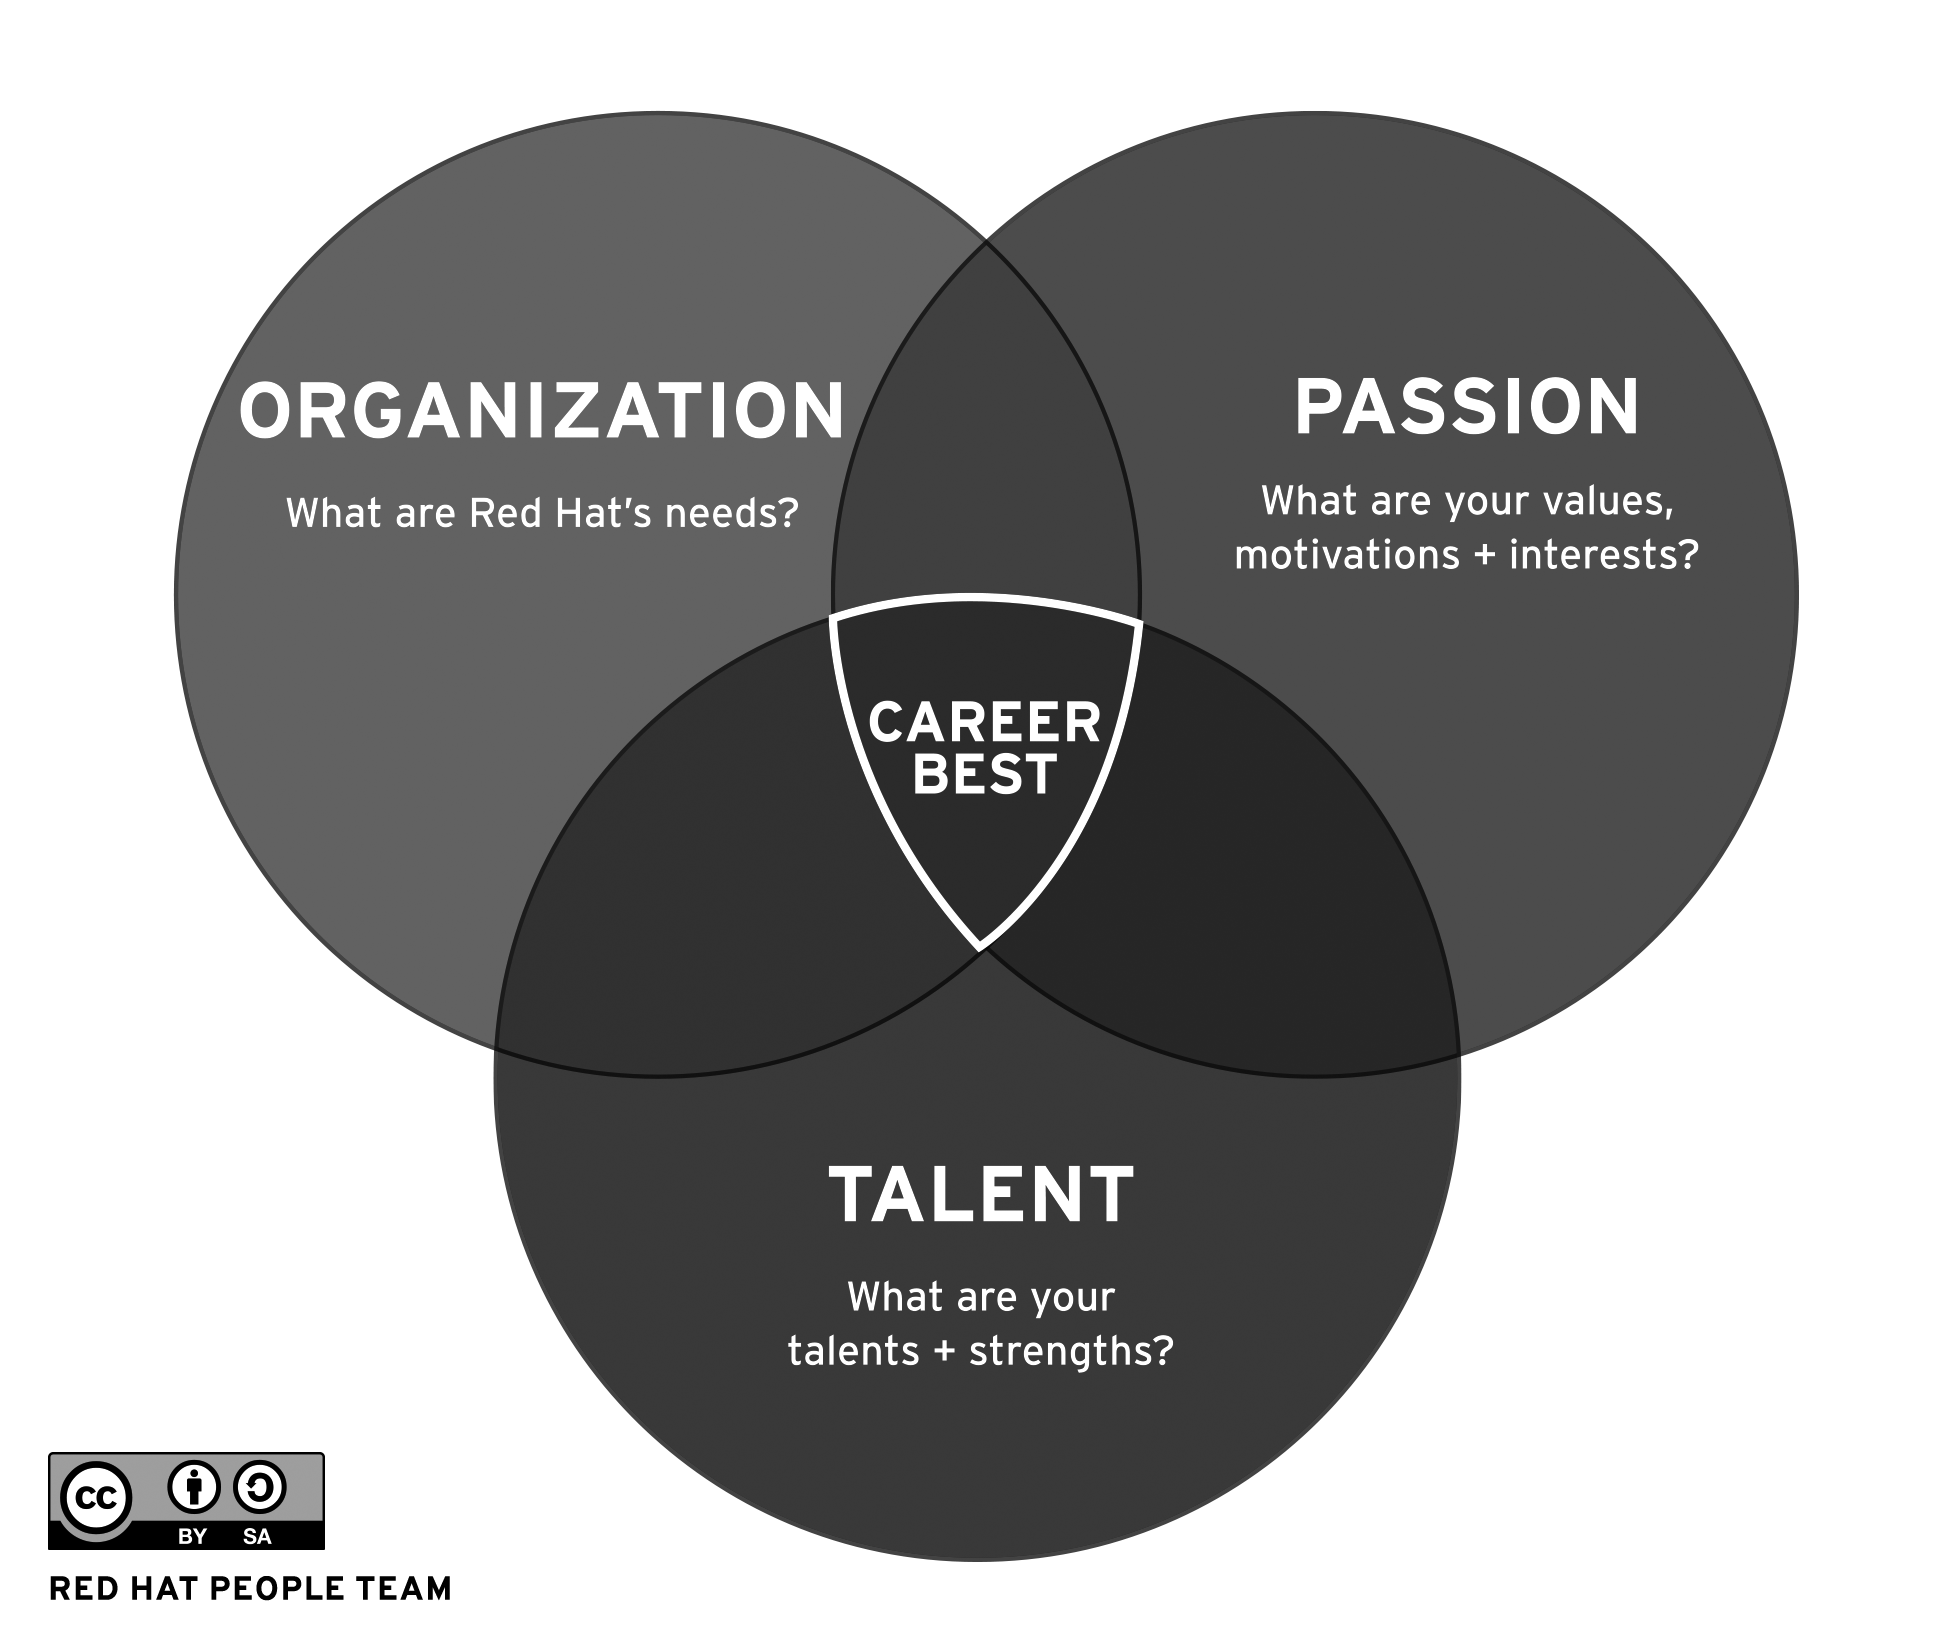 ORGANIZATION
What are Red Hat’s needs?
PASSION
What are your values,
motivations + interests?
CAREER
BEST
TALENT
What are your
talents + strengths?
cc
BY SA
RED HAT PEOPLE TEAM